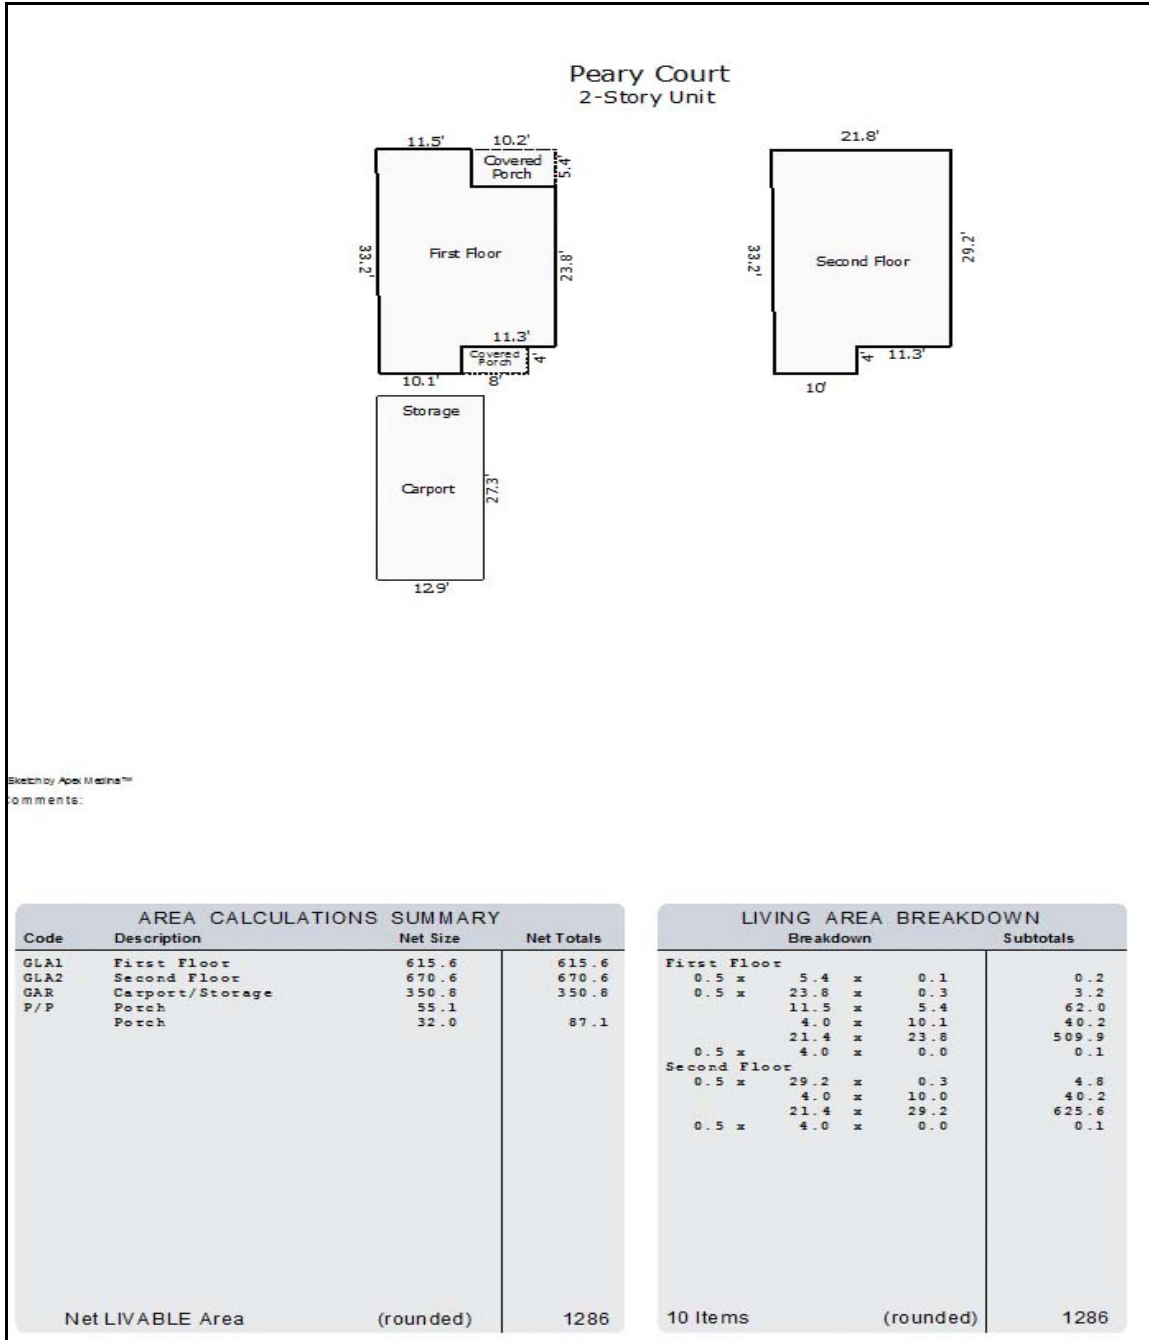 Peary Court
2-Story Unit
11.5' 10.2' 21.8'
Covered
Porch
5.4'
33.2' First Floor 23.8' 33.2' Second Floor 29.2'
11.3'
Covered
Porch
4' 4' 11.3'
10.1' 8' 10'
Storage
Carport 27.3'
12.9'
Sketch by Apex Medina™
Comments:
AREA CALCULATIONS SUMMARY
Code Description Net Size Net Totals
GLA1 First Floor 615.6 615.6
GLA2 Second Floor 670.6 670.6
GAR Carport/Storage 350.8 350.8
P/P Porch 55.1
Porch 32.0 87.1
Net LIVABLE Area (rounded) 1286
LIVING AREA BREAKDOWN
Breakdown Subtotals
First Floor
0.5 x 5.4 x 0.1 0.2
0.5 x 23.8 x 0.3 3.2
11.5 x 5.4 62.0
4.0 x 10.1 40.2
21.4 x 23.8 509.9
0.5 x 4.0 x 0.0 0.1
Second Floor
0.5 x 29.2 x 0.3 4.8
4.0 x 10.0 40.2
21.4 x 29.2 625.6
0.5 x 4.0 x 0.0 0.1
10 Items (rounded) 1286